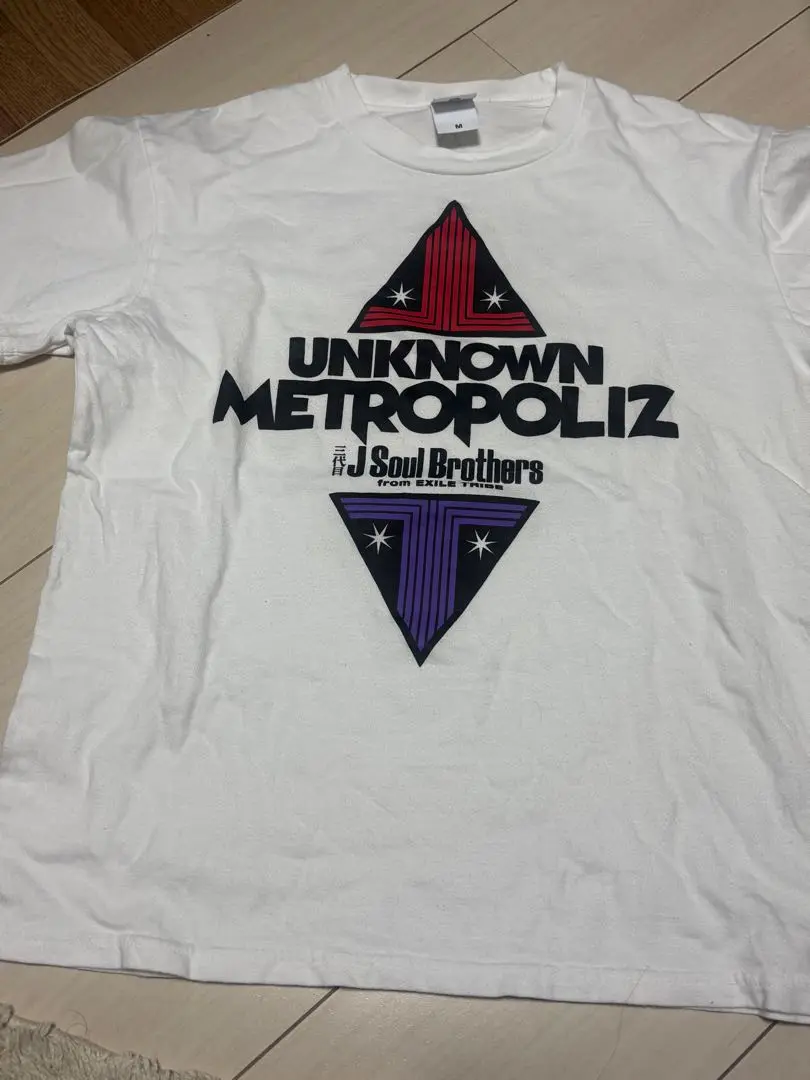 M
UNKNOWN
METROPOLIZ
三代目 J Soul Brothers
from EXILE TRIBE